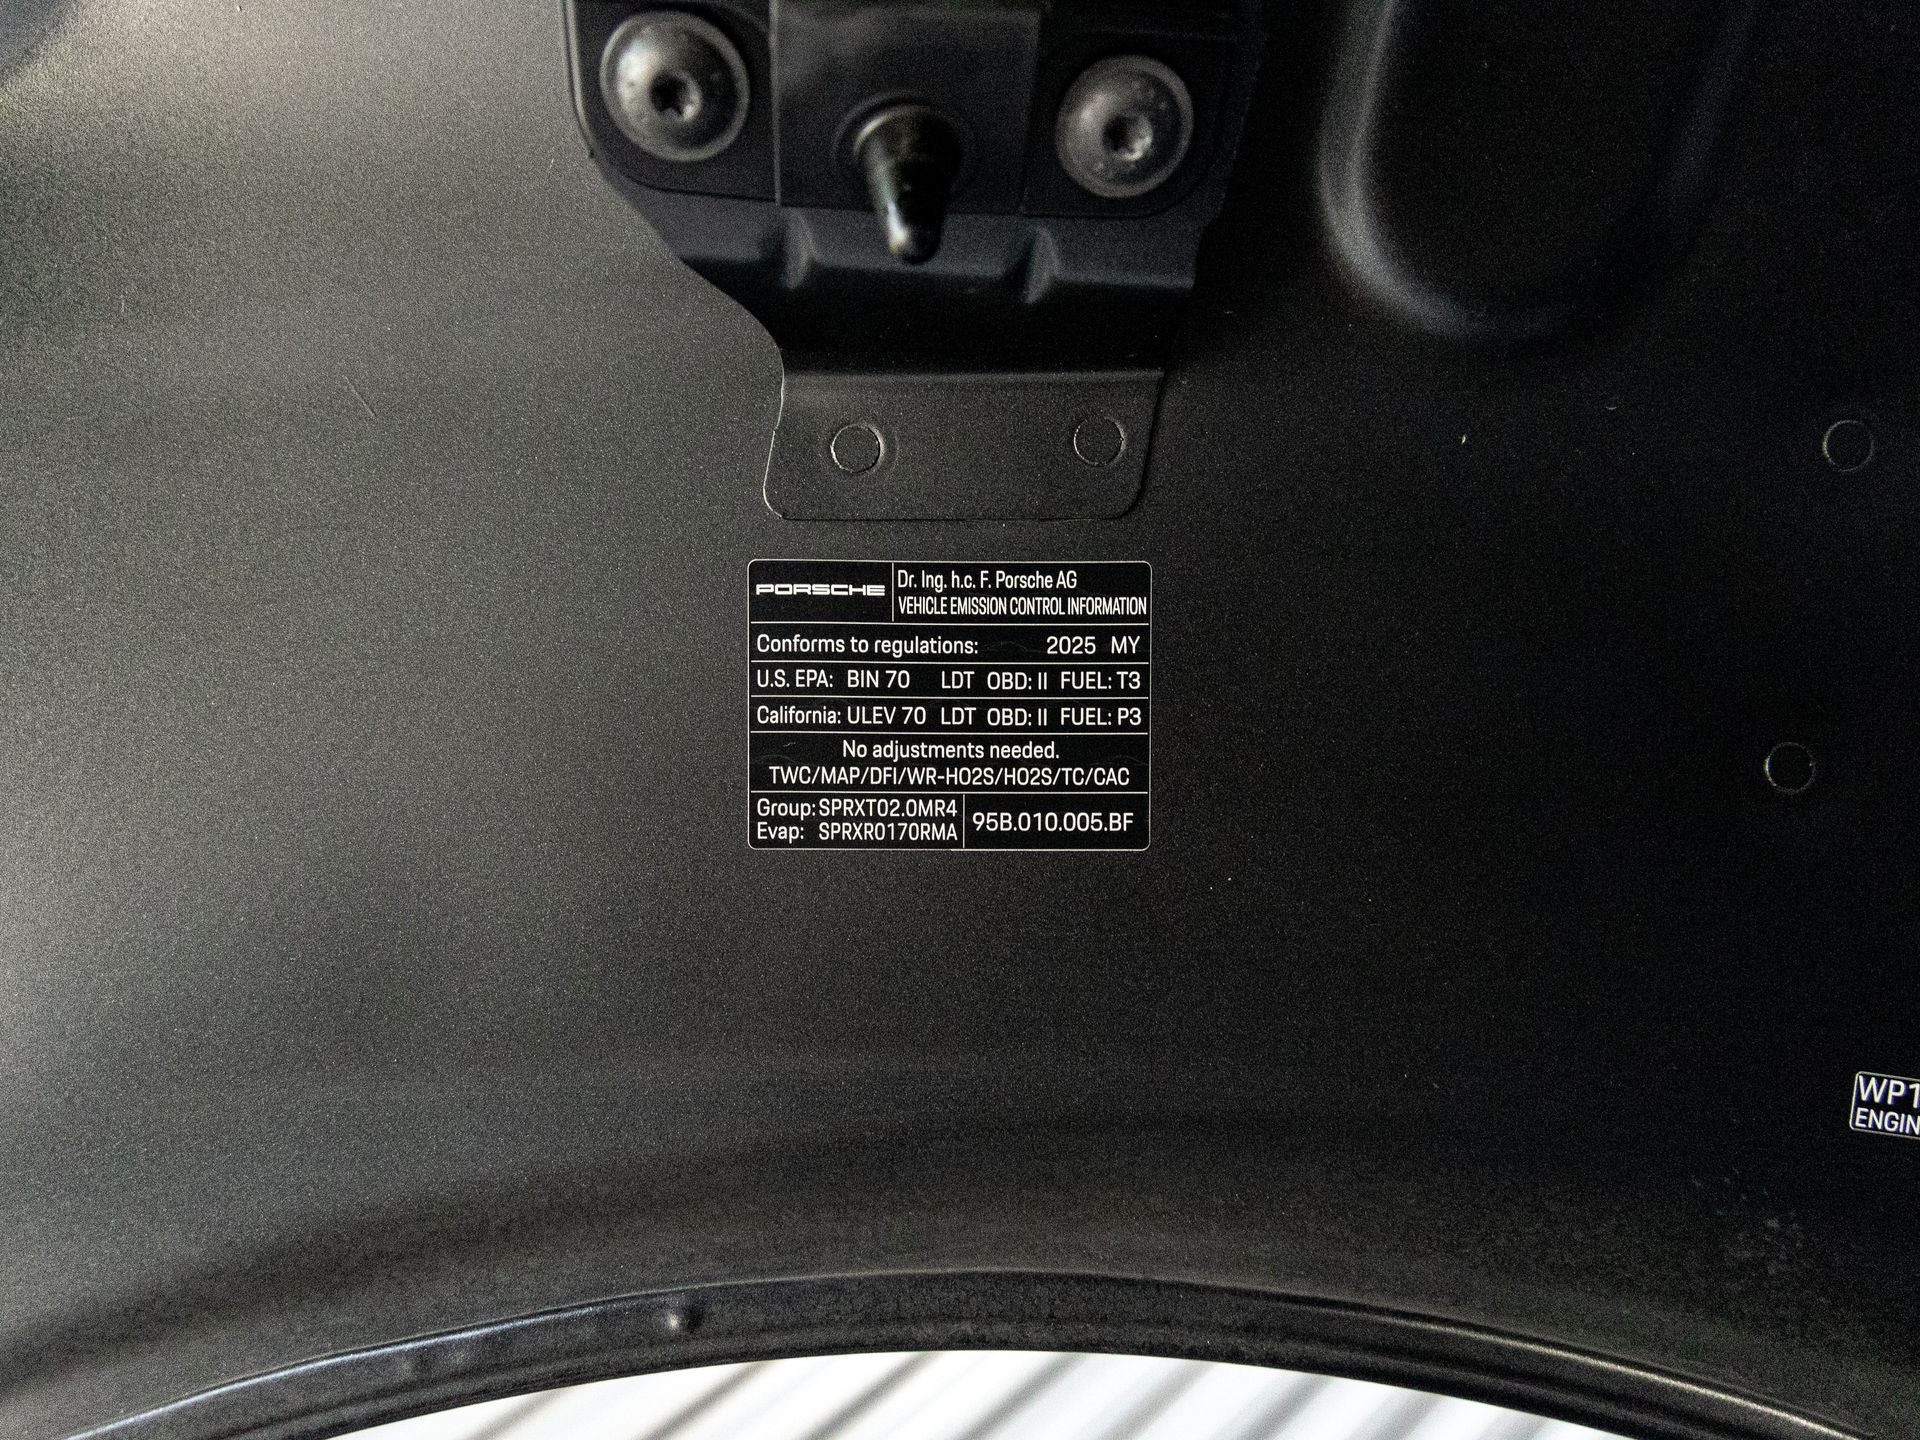 PORSCHE
Dr. Ing. h.c. F. Porsche AG
VEHICLE EMISSION CONTROL INFORMATION
Conforms to regulations: 2025 MY
U.S. EPA: BIN 70 LDT OBD: II FUEL: T3
California: ULEV 70 LDT OBD: II FUEL: P3
No adjustments needed.
TWC/MAP/DFI/WR-HO2S/HO2S/TC/CAC
Group: SPRXT02.0MR4
Evap: SPRXR0170RMA
95B.010.005.BF
WP1
ENGIN